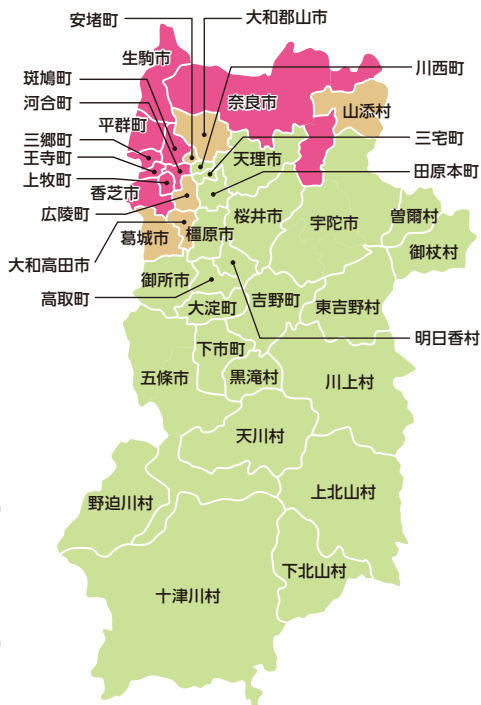 安堵町
大和郡山市
生駒市
川西町
斑鳩町
奈良市
河合町
山添村
平群町
三宅町
三郷町
天理市
王寺町
田原本町
上牧町
香芝市
広陵町
桜井市
宇陀市
曽爾村
葛城市
橿原市
御杖村
大和高田市
御所市
高取町
大淀町
吉野町
東吉野村
明日香村
下市町
五條市
黒滝村
川上村
天川村
上北山村
野迫川村
下北山村
十津川村